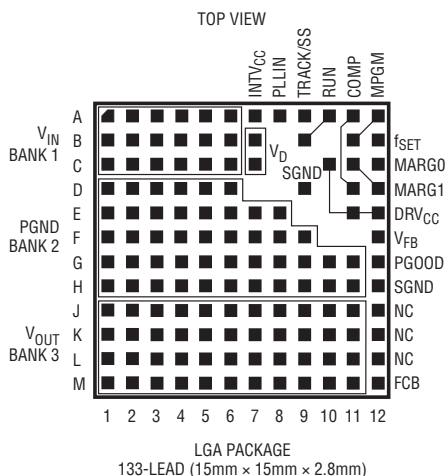 TOP VIEW
INTVCC
PLLIN
TRACK/SS
RUN
COMP
MPGM
A
B
C
D
E
F
G
H
J
K
L
M
VIN
BANK 1
PGND
BANK 2
VOUT
BANK 3
VD
SGND
fSET
MARG0
MARG1
DRVCC
VFB
PGOOD
SGND
NC
NC
NC
FCB
1 2 3 4 5 6 7 8 9 10 11 12
LGA PACKAGE
133-LEAD (15mm × 15mm × 2.8mm)